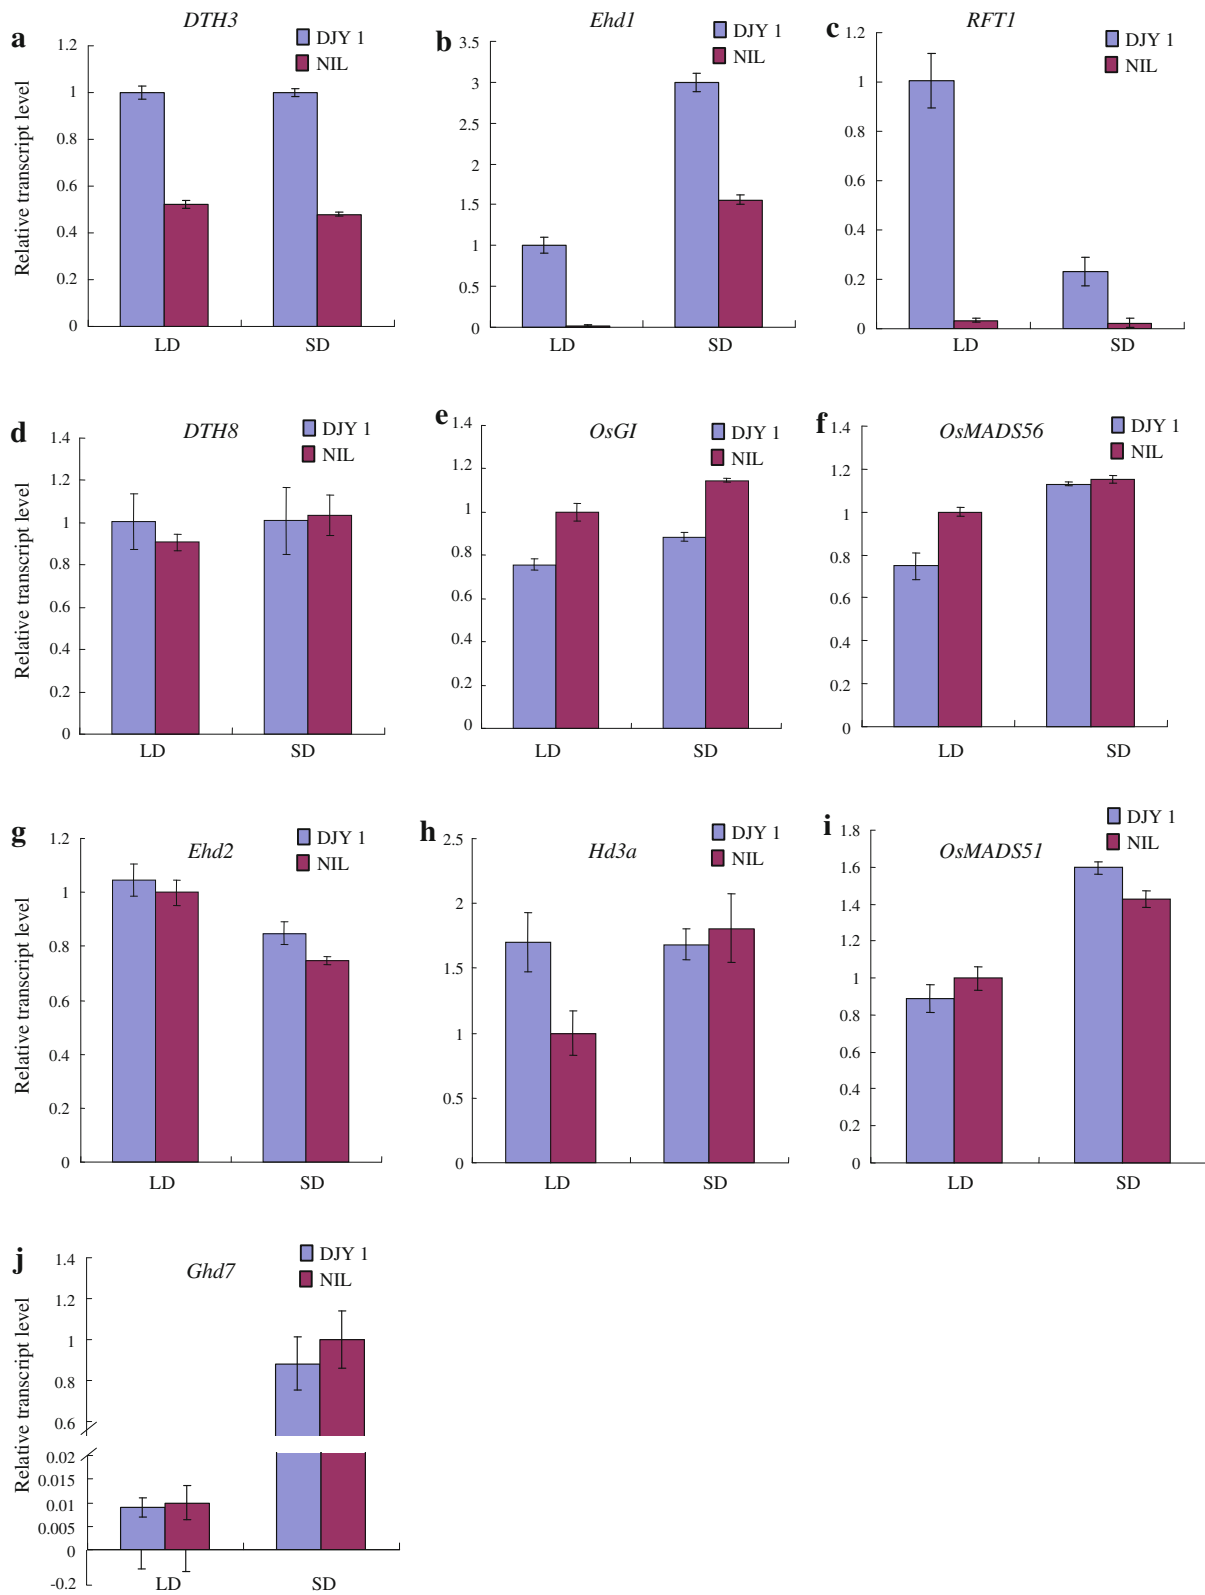 a
DTH3
DJY 1
NIL
Relative transcript level
1.2
1
0.8
0.6
0.4
0.2
0
LD
SD
b
Ehd1
DJY 1
NIL
3.5
3
2.5
2
1.5
1
0.5
0
LD
SD
c
RFT1
DJY 1
NIL
1.2
1
0.8
0.6
0.4
0.2
0
LD
SD
d
DTH8
DJY 1
NIL
Relative transcript level
1.4
1.2
1
0.8
0.6
0.4
0.2
0
LD
SD
e
OsGI
DJY 1
NIL
1.4
1.2
1
0.8
0.6
0.4
0.2
0
LD
SD
f
OsMADS56
DJY 1
NIL
1.4
1.2
1
0.8
0.6
0.4
0.2
0
LD
SD
g
Ehd2
DJY 1
NIL
Relative transcript level
1.2
1
0.8
0.6
0.4
0.2
0
LD
SD
h
Hd3a
DJY 1
NIL
2.5
2
1.5
1
0.5
0
LD
SD
i
OsMADS51
DJY 1
NIL
1.8
1.6
1.4
1.2
1
0.8
0.6
0.4
0.2
0
LD
SD
j
Ghd7
DJY 1
NIL
Relative transcript level
1.4
1.2
1
0.8
0.6
0.02
0.015
0.01
0.005
0
-0.2
LD
SD